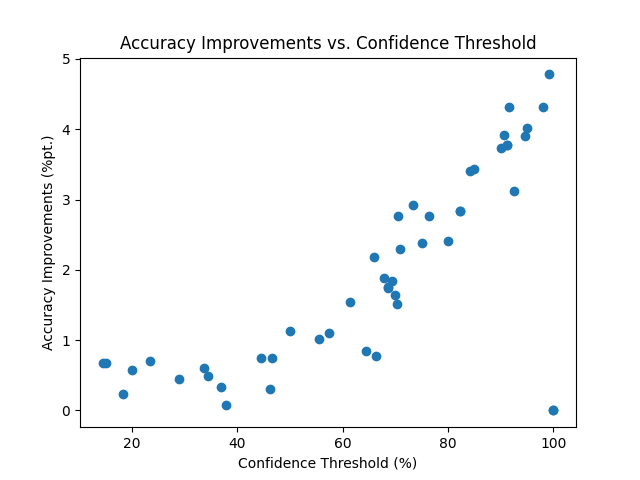 Accuracy Improvements vs. Confidence Threshold
5
4
3
2
1
0
Accuracy Improvements (%pt.)
20 40 60 80 100
Confidence Threshold (%)